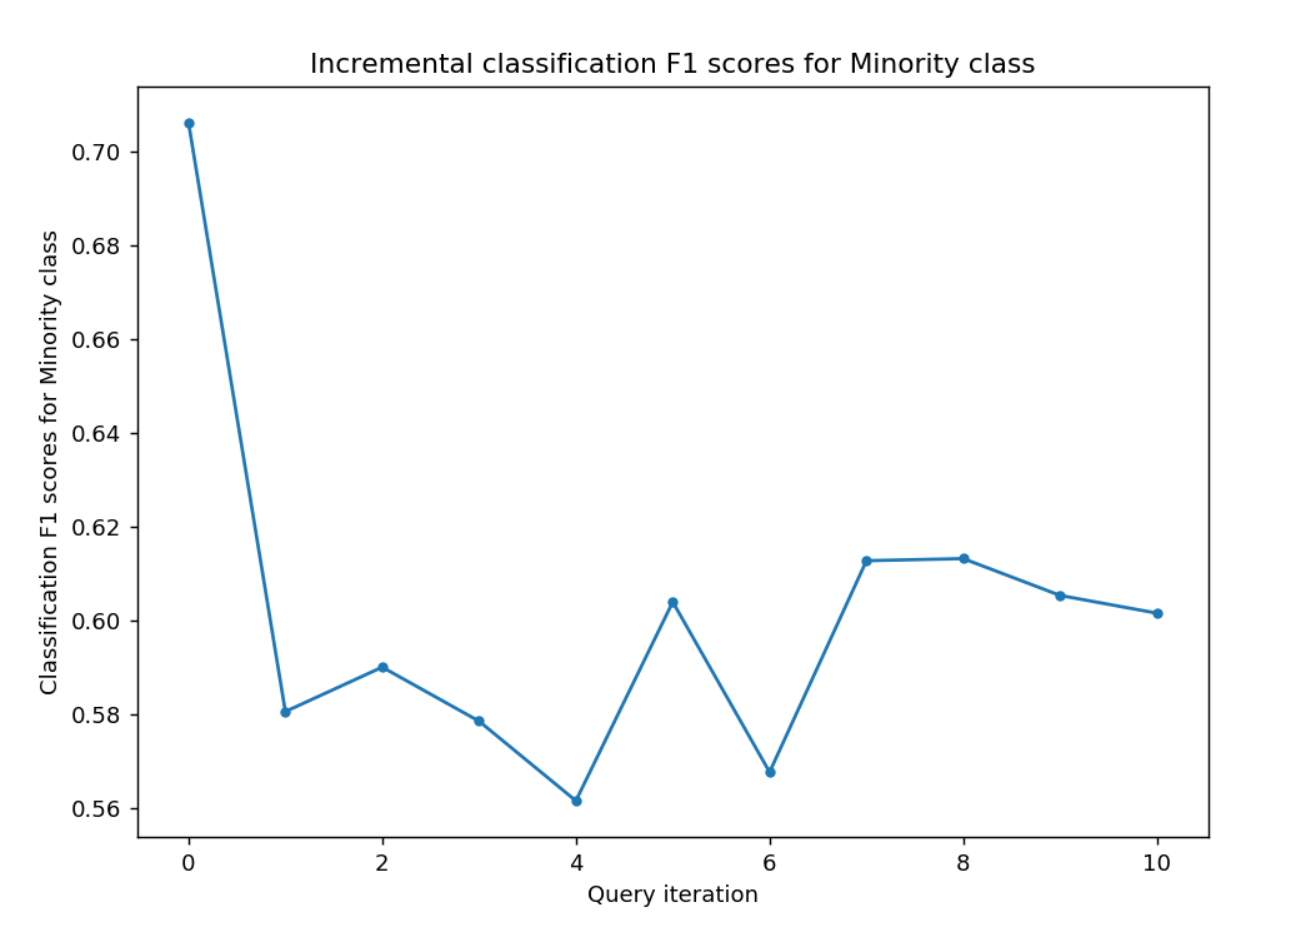 Incremental classification F1 scores for Minority class
Classification F1 scores for Minority class
0.70
0.68
0.66
0.64
0.62
0.60
0.58
0.56
0 2 4 6 8 10
Query iteration